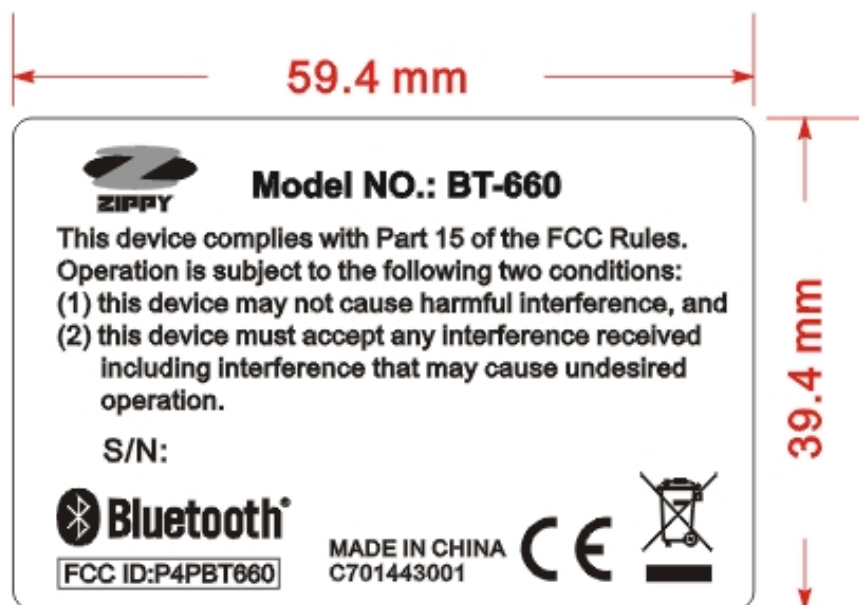 59.4 mm
ZIPPY
Model NO.: BT-660
This device complies with Part 15 of the FCC Rules.
Operation is subject to the following two conditions:
(1) this device may not cause harmful interference, and
(2) this device must accept any interference received
including interference that may cause undesired
operation.
S/N:
Bluetooth®
FCC ID:P4PBT660
MADE IN CHINA
C701443001
CE
39.4 mm